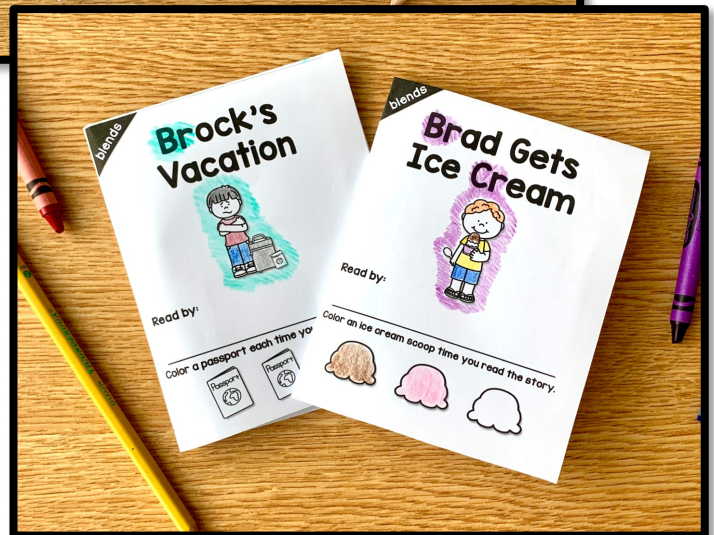 blends
Brock's
Vacation
Read by:
Color a passport each time you
Passport
Passport
blends
Brad Gets
Ice Cream
Read by:
Color an ice cream scoop time you read the story.